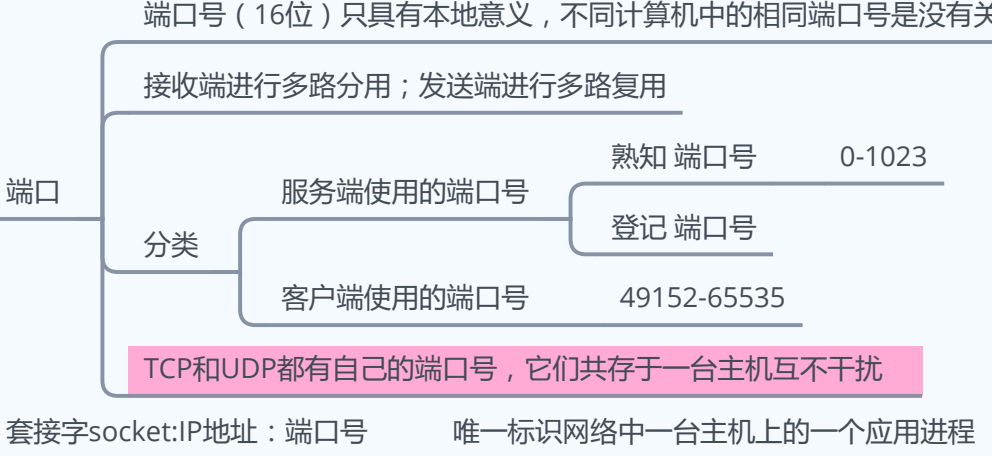 端口号（16位）只具有本地意义，不同计算机中的相同端口号是没有关
接收端进行多路分用；发送端进行多路复用
熟知 端口号 0-1023
端口
服务端使用的端口号
登记 端口号
分类
客户端使用的端口号 49152-65535
TCP和UDP都有自己的端口号，它们共存于一台主机互不干扰
套接字socket:IP地址：端口号 唯一标识网络中一台主机上的一个应用进程